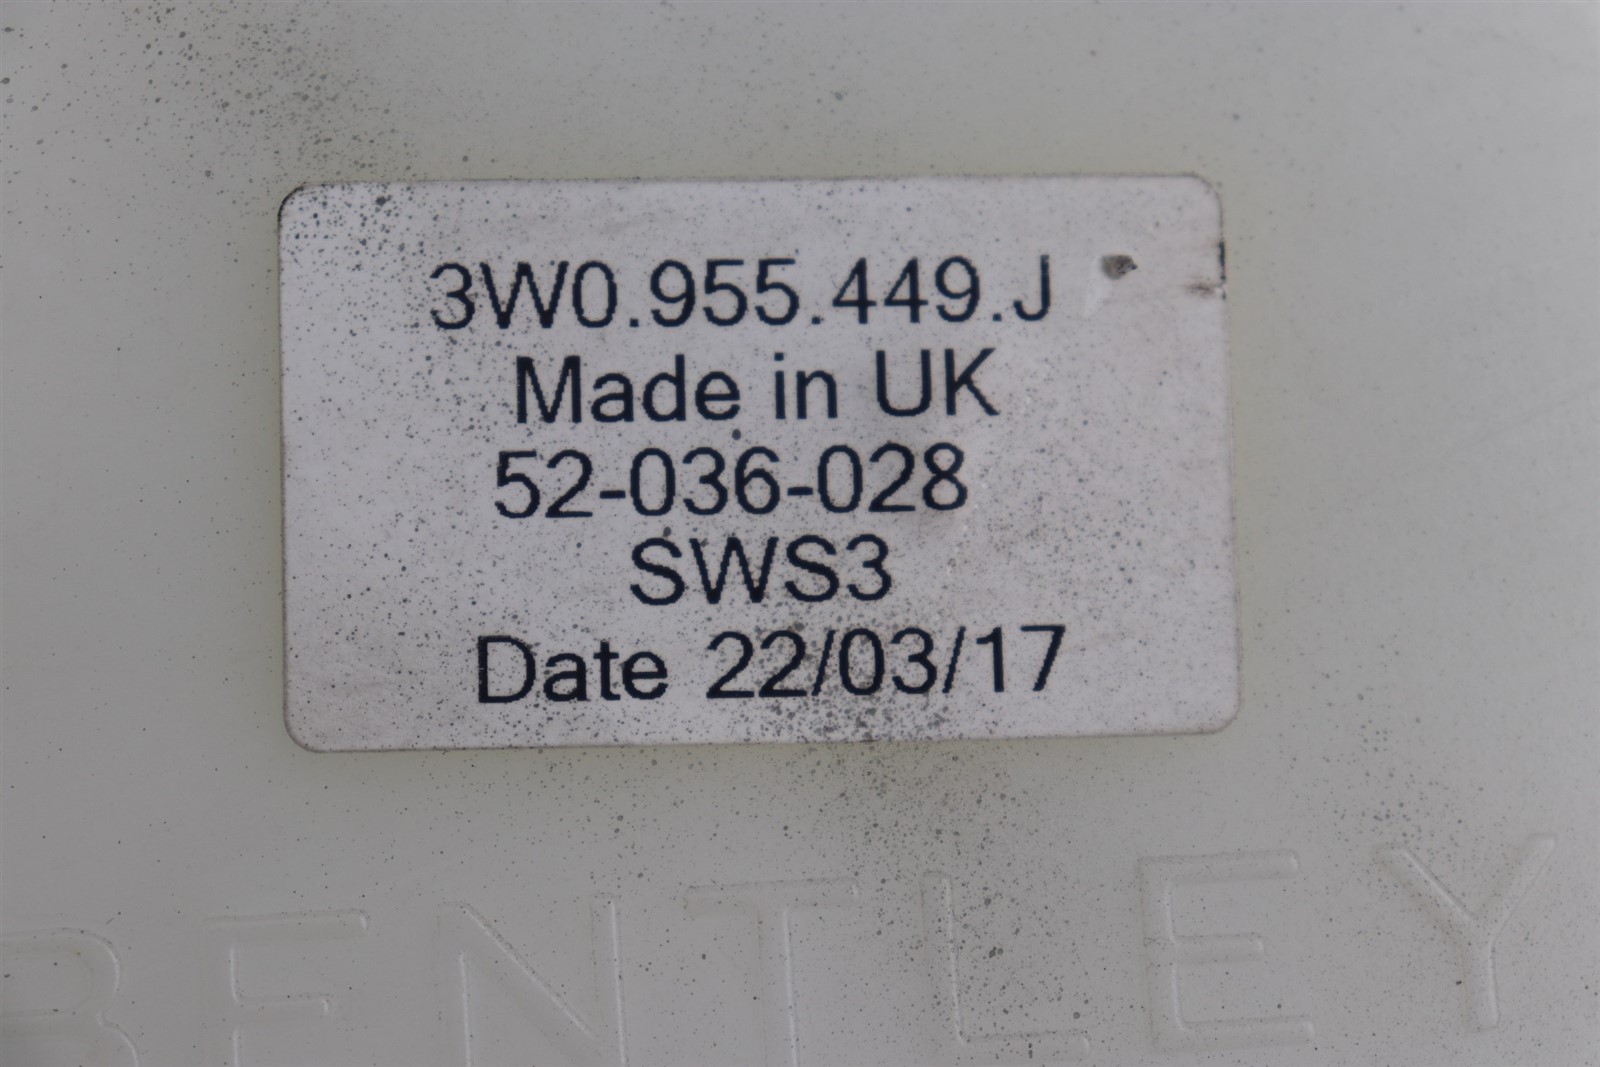 3W0.955.449.J
Made in UK
52-036-028
SWS3
Date 22/03/17
BENTLEY